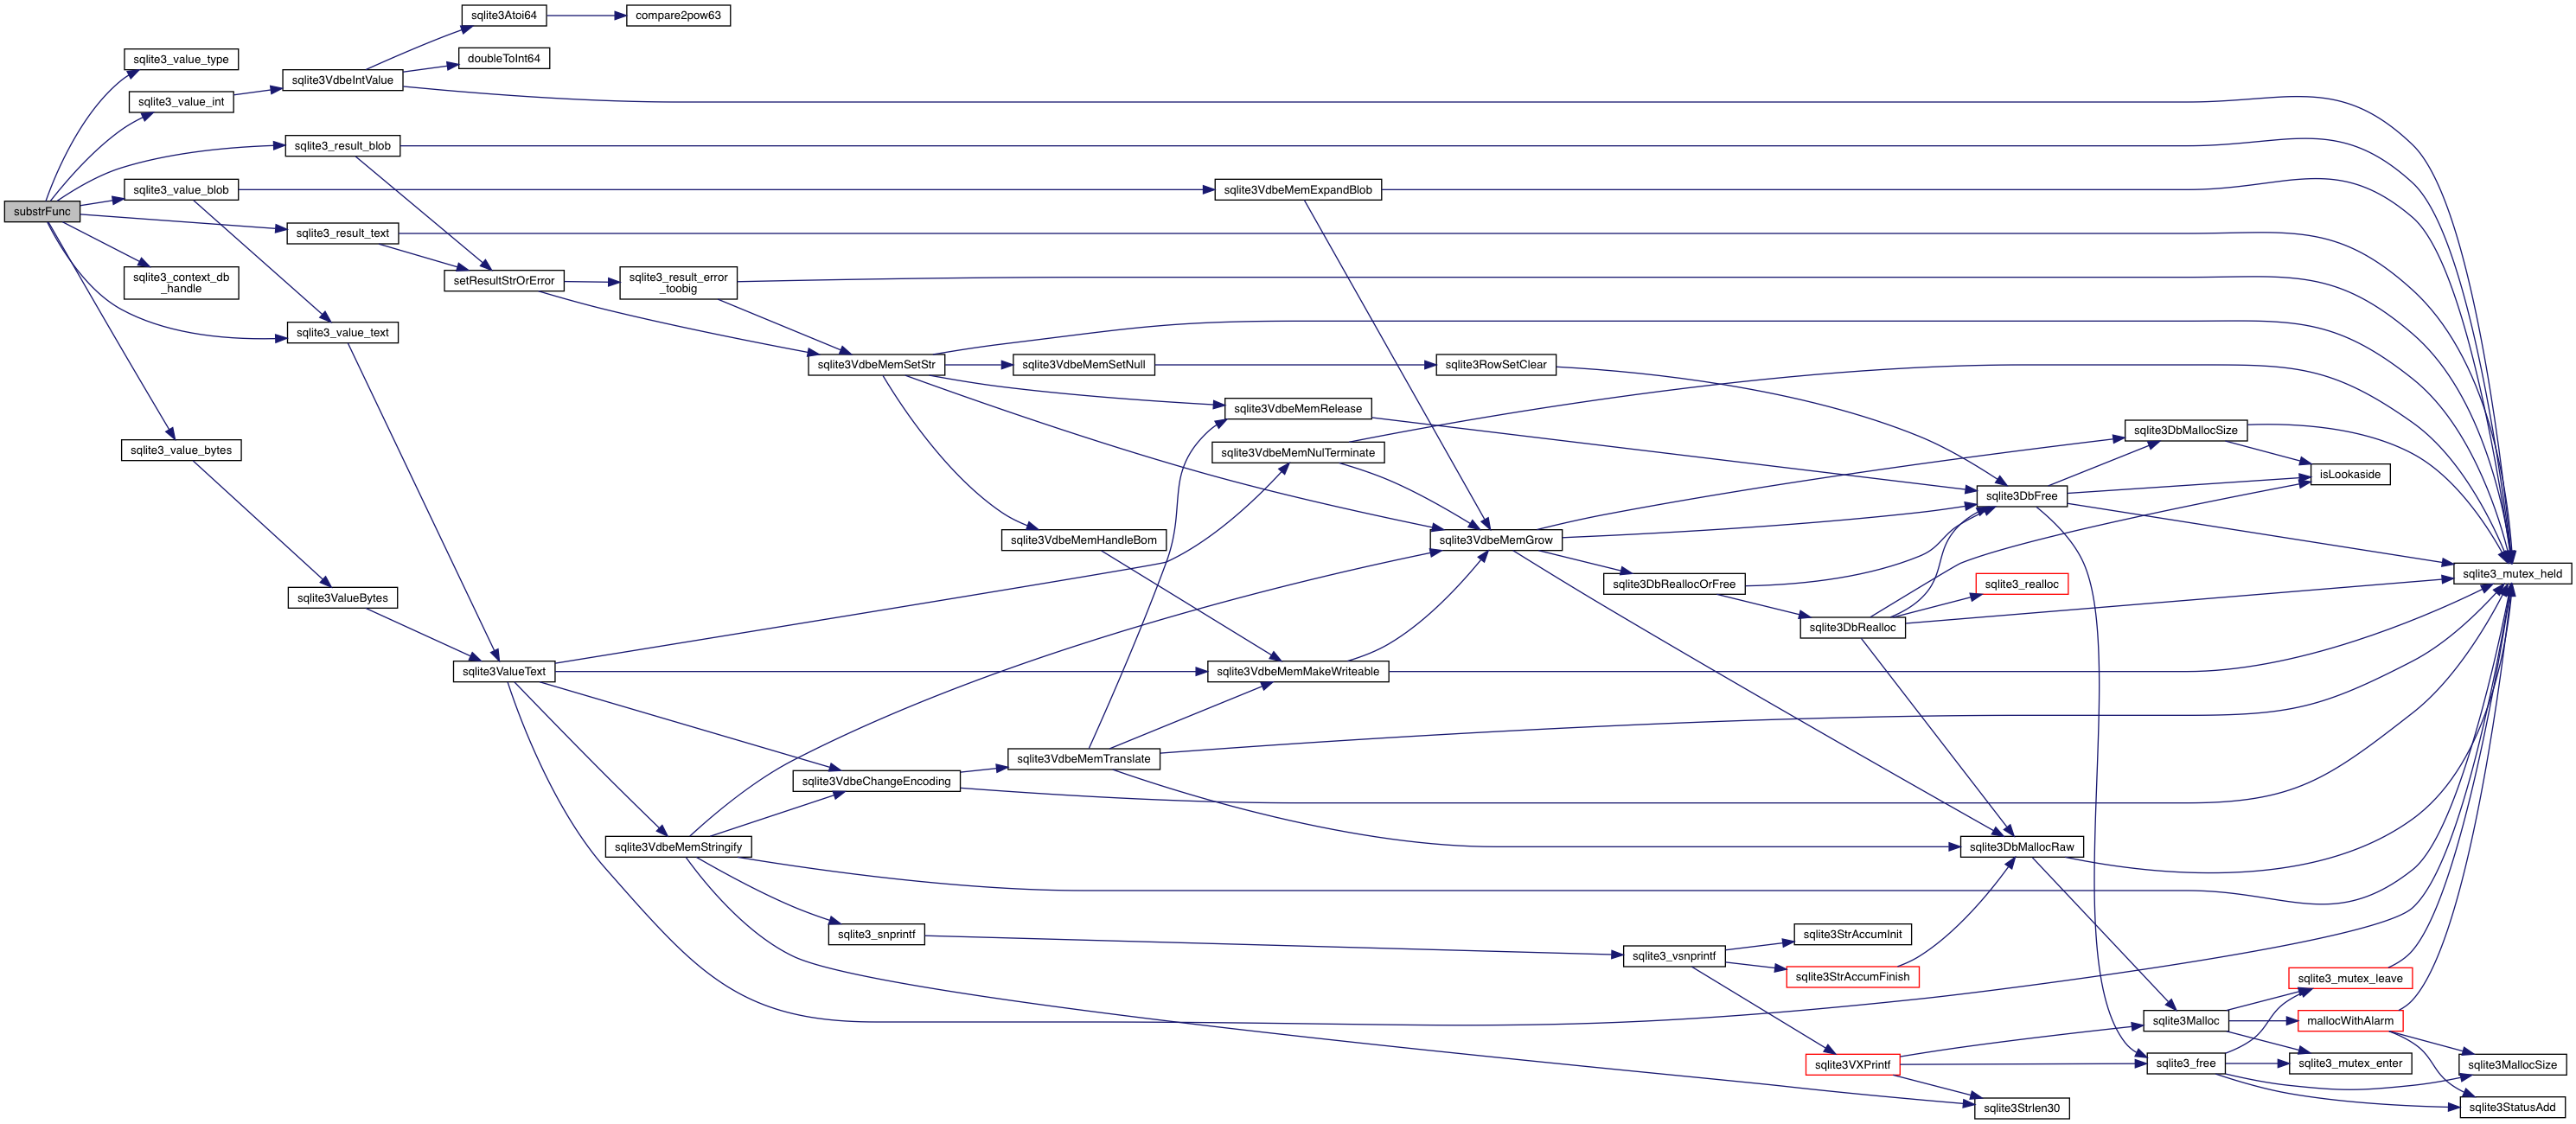 sqlite3Atoi64
compare2pow63
sqlite3_value_type
doubleToInt64
sqlite3VdbeIntValue
sqlite3_value_int
sqlite3_result_blob
sqlite3_value_blob
sqlite3VdbeMemExpandBlob
substrFunc
sqlite3_result_text
sqlite3_context_db
_handle
setResultStrOrError
sqlite3_result_error
_toobig
sqlite3_value_text
sqlite3VdbeMemSetStr
sqlite3VdbeMemSetNull
sqlite3RowSetClear
sqlite3VdbeMemRelease
sqlite3DbMallocSize
sqlite3_value_bytes
sqlite3VdbeMemNulTerminate
isLookaside
sqlite3DbFree
sqlite3VdbeMemHandleBom
sqlite3VdbeMemGrow
sqlite3_mutex_held
sqlite3DbReallocOrFree
sqlite3_realloc
sqlite3ValueBytes
sqlite3DbRealloc
sqlite3ValueText
sqlite3VdbeMemMakeWriteable
sqlite3VdbeMemTranslate
sqlite3VdbeChangeEncoding
sqlite3VdbeMemStringify
sqlite3DbMallocRaw
sqlite3_snprintf
sqlite3StrAccumInit
sqlite3_vsnprintf
sqlite3StrAccumFinish
sqlite3_mutex_leave
sqlite3Malloc
mallocWithAlarm
sqlite3VXPrintf
sqlite3_free
sqlite3_mutex_enter
sqlite3MallocSize
sqlite3Strlen30
sqlite3StatusAdd